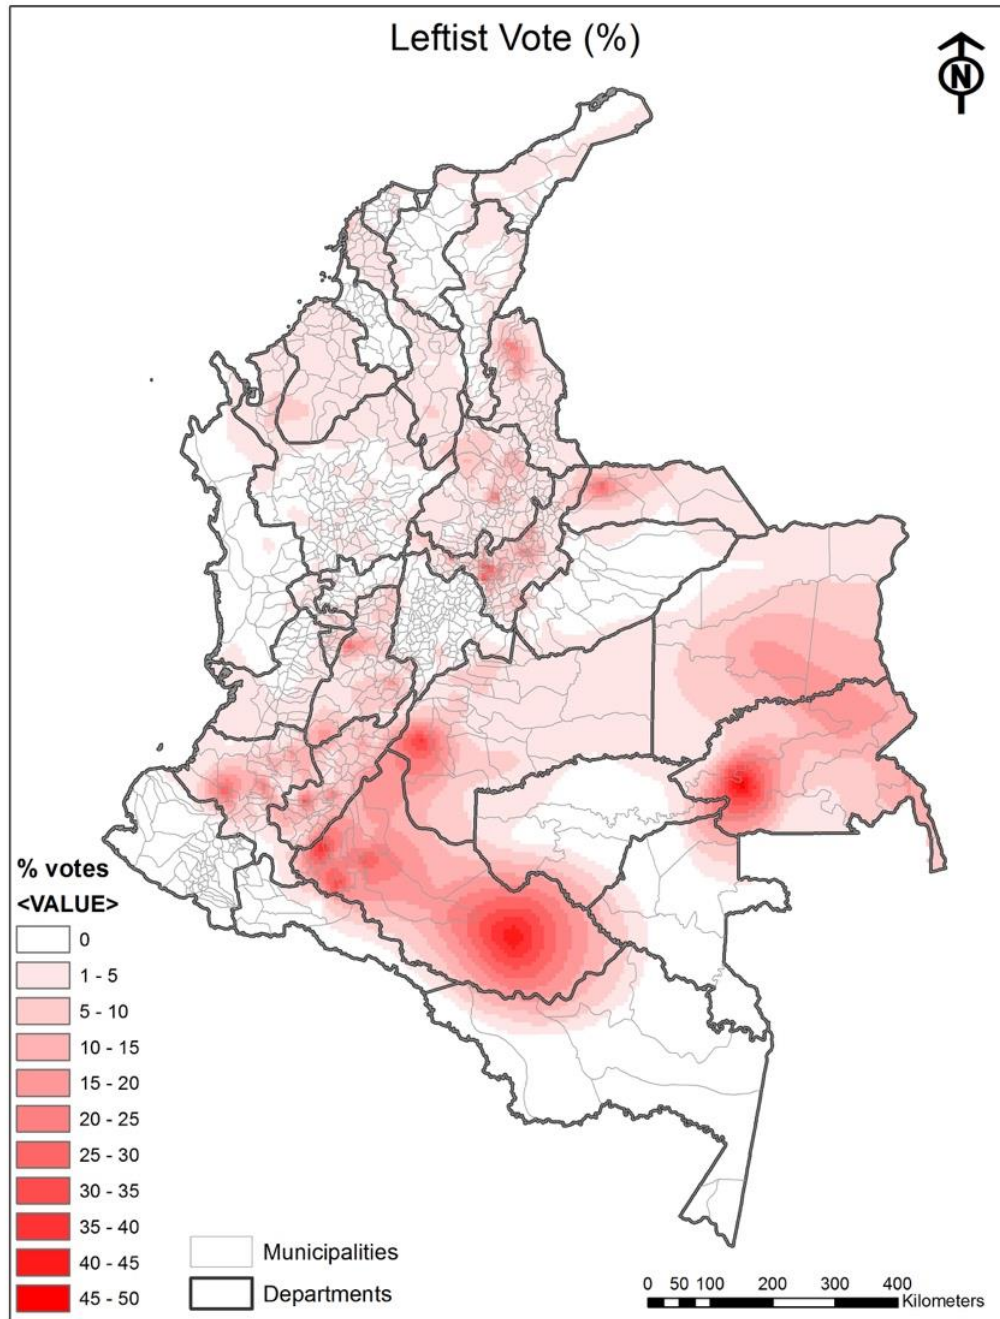 Leftist Vote (%)
N
% votes
<VALUE>
0
1 - 5
5 - 10
10 - 15
15 - 20
20 - 25
25 - 30
30 - 35
35 - 40
40 - 45
45 - 50
Municipalities
Departments
0 50 100 200 300 400
Kilometers